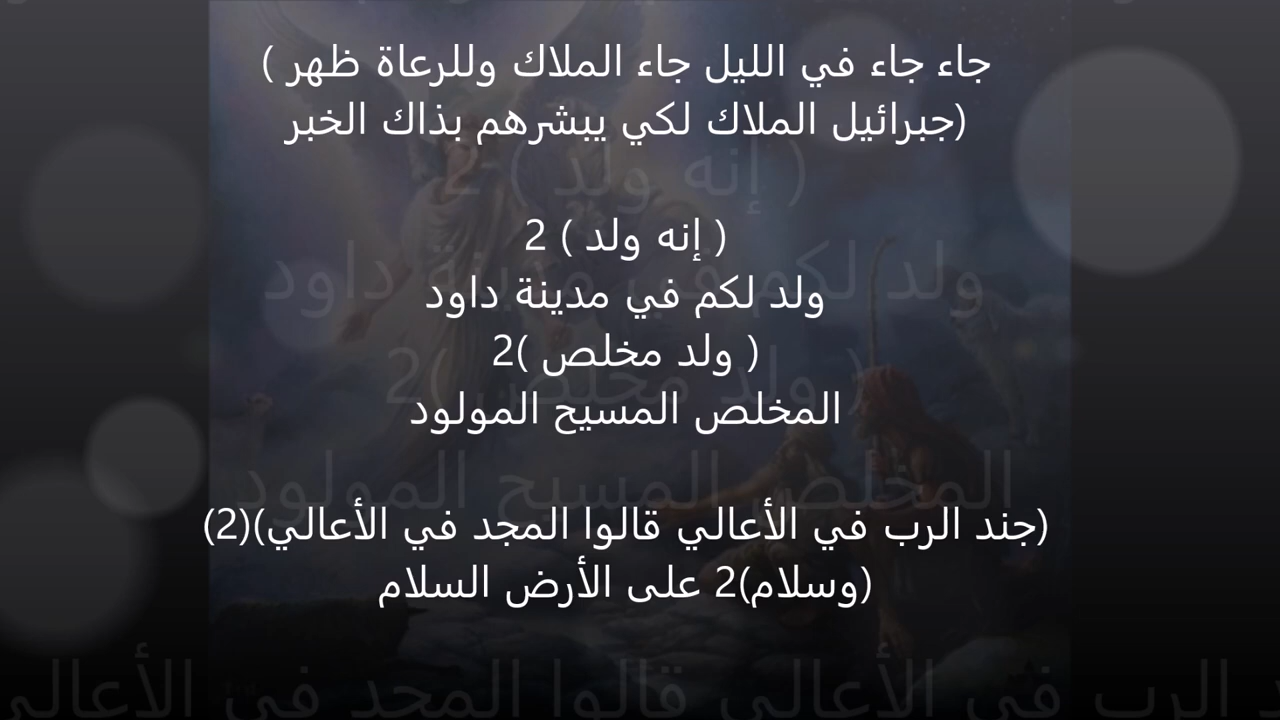 جاء جاء في الليل جاء الملاك وللرعاة ظهر )
(جبرائيل الملاك لكي يبشرهم بذاك الخبر
( إنه ولد ) 2
ولد لكم في مدينة داود
( ولد مخلص )2
المخلص المسيح المولود
(جند الرب في الأعالي قالوا المجد في الأعالي)(2)
(وسلام)2 على الأرض السلام